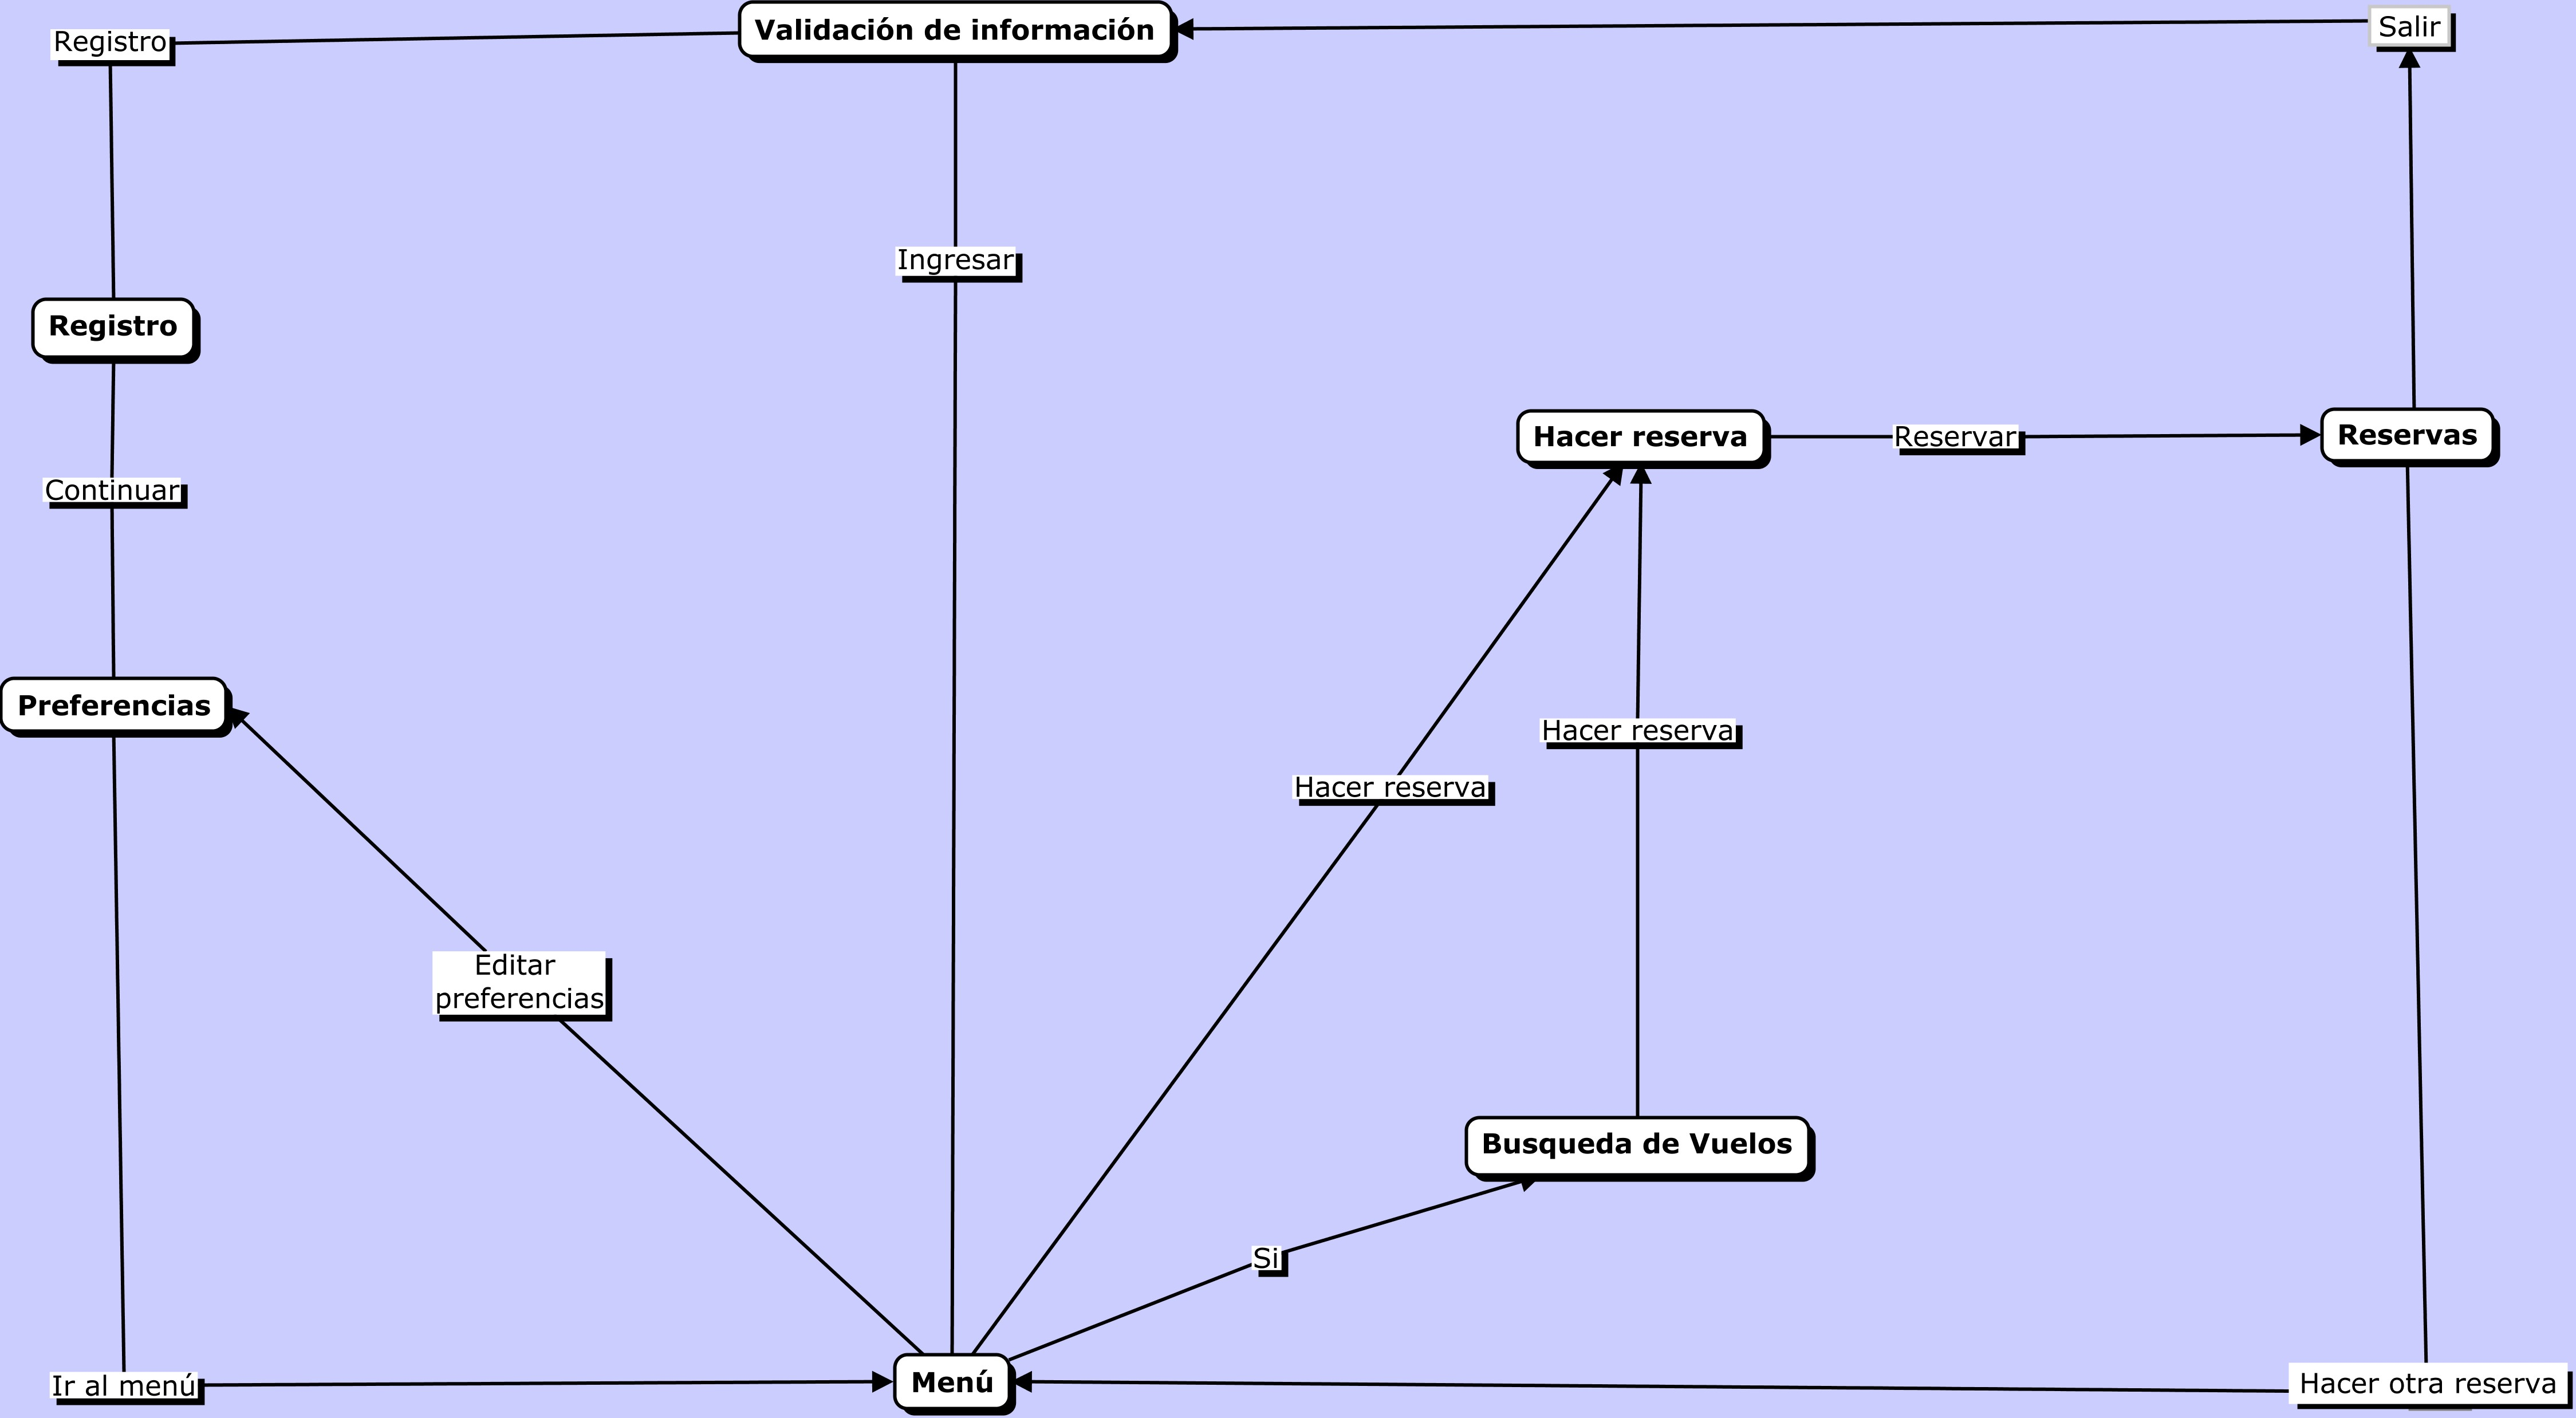 Registro
Validación de información
Salir
Ingresar
Registro
Hacer reserva
Reservar
Reservas
Continuar
Preferencias
Hacer reserva
Hacer reserva
Editar
preferencias
Busqueda de Vuelos
Si
Ir al menú
Menú
Hacer otra reserva